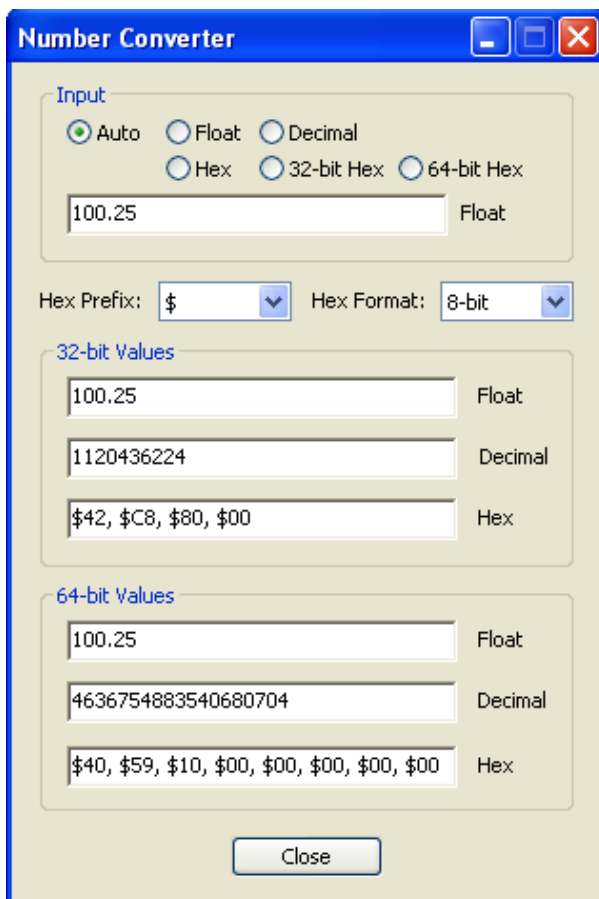 Number Converter
Input
Auto Float Decimal
Hex 32-bit Hex 64-bit Hex
100.25 Float
Hex Prefix: $ Hex Format: 8-bit
32-bit Values
100.25 Float
1120436224 Decimal
$42, $C8, $80, $00 Hex
64-bit Values
100.25 Float
4636754883540680704 Decimal
$40, $59, $10, $00, $00, $00, $00, $00 Hex
Close